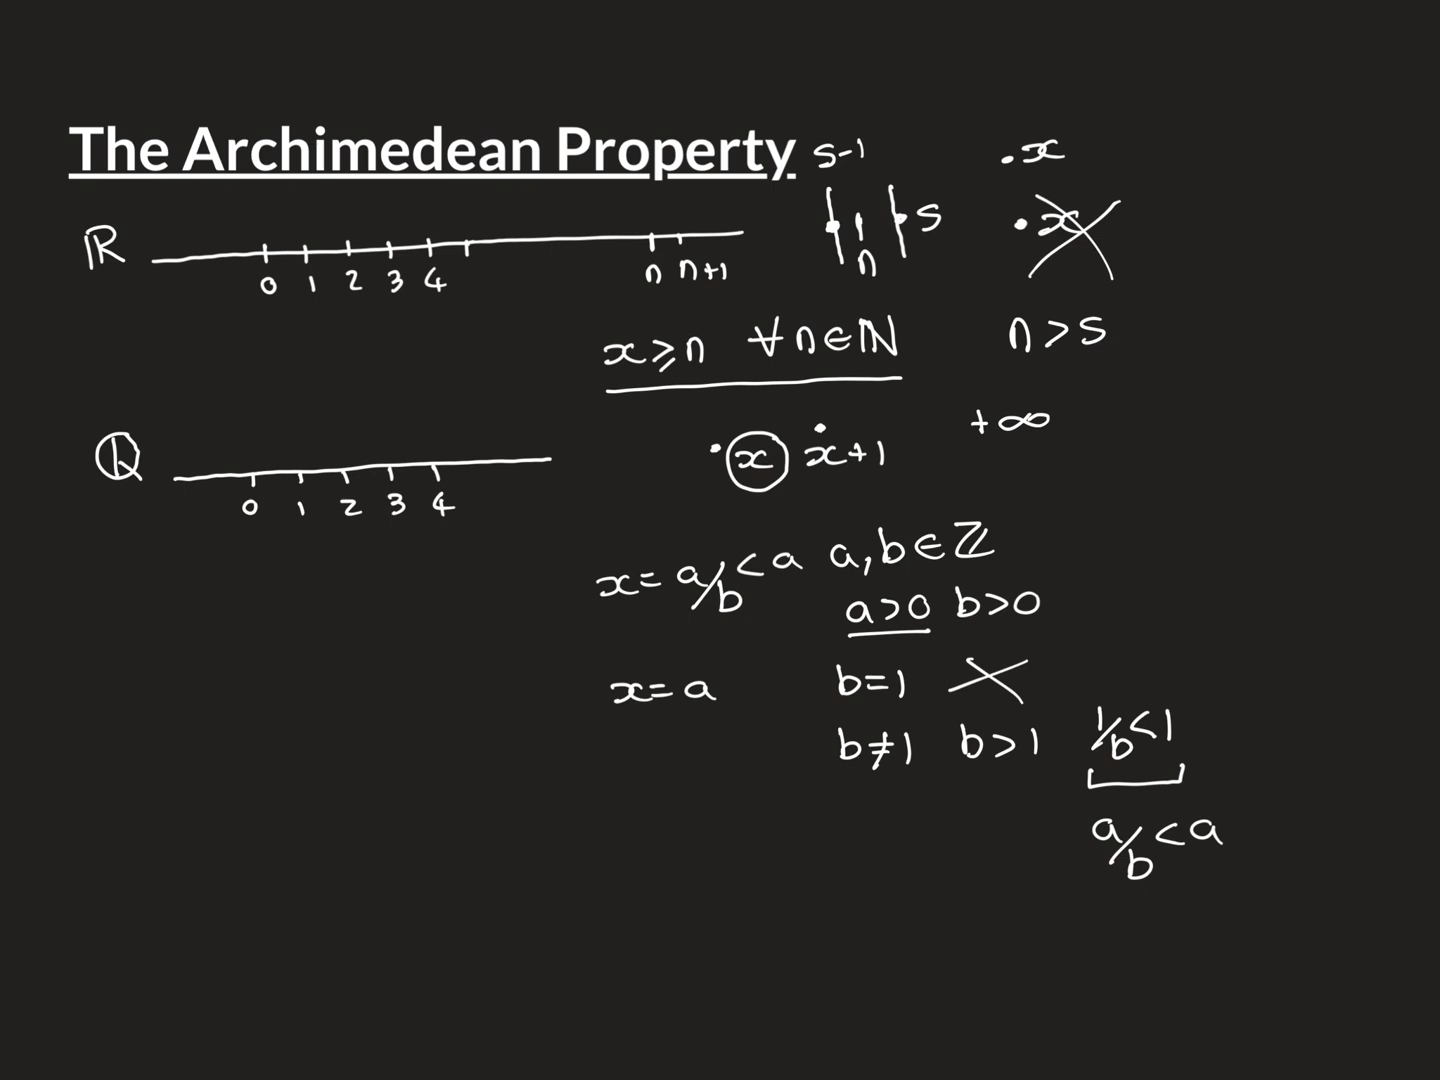 The Archimedean Property
s-1
.x
ℝ
0 1 2 3 4 n n+1
n
s
.x
x⩾n ∀n∈ℕ
n>s
+∞
ℚ
0 1 2 3 4
.x x+1
x=a/b<a a,b∈ℤ
a>0 b>0
x=a b=1
b≠1 b>1 1/b<1
a/b<a